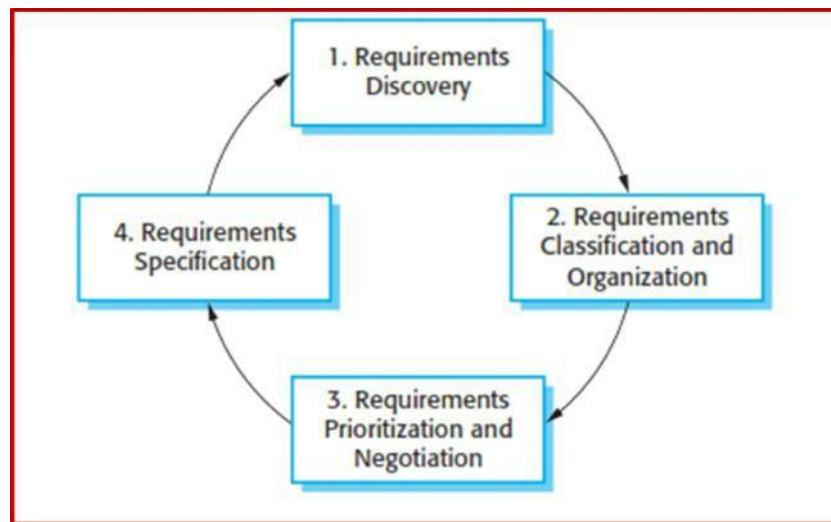 1. Requirements
Discovery
2. Requirements
Classification and
Organization
3. Requirements
Prioritization and
Negotiation
4. Requirements
Specification